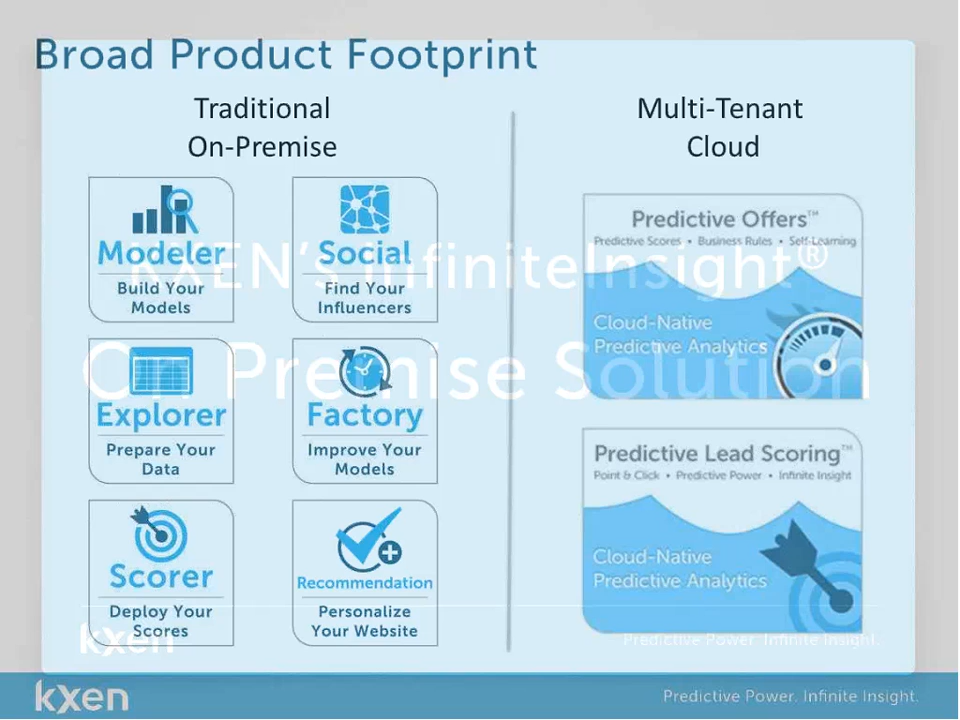 Broad Product Footprint
Traditional
On-Premise
Multi-Tenant
Cloud
Modeler
Build Your
Models
Social
Find Your
Influencers
Explorer
Prepare Your
Data
Factory
Improve Your
Models
Scorer
Deploy Your
Scores
Recommendation
Personalize
Your Website
Predictive Offers™
Predictive Scores • Business Rules • Self-Learning
Cloud-Native
Predictive Analytics
Predictive Lead Scoring™
Point & Click • Predictive Power • Infinite Insight
Cloud-Native
Predictive Analytics
KXEN's InfiniteInsight®
On Premise Solution
kxen
Predictive Power. Infinite Insight.
kxen
Predictive Power. Infinite Insight.